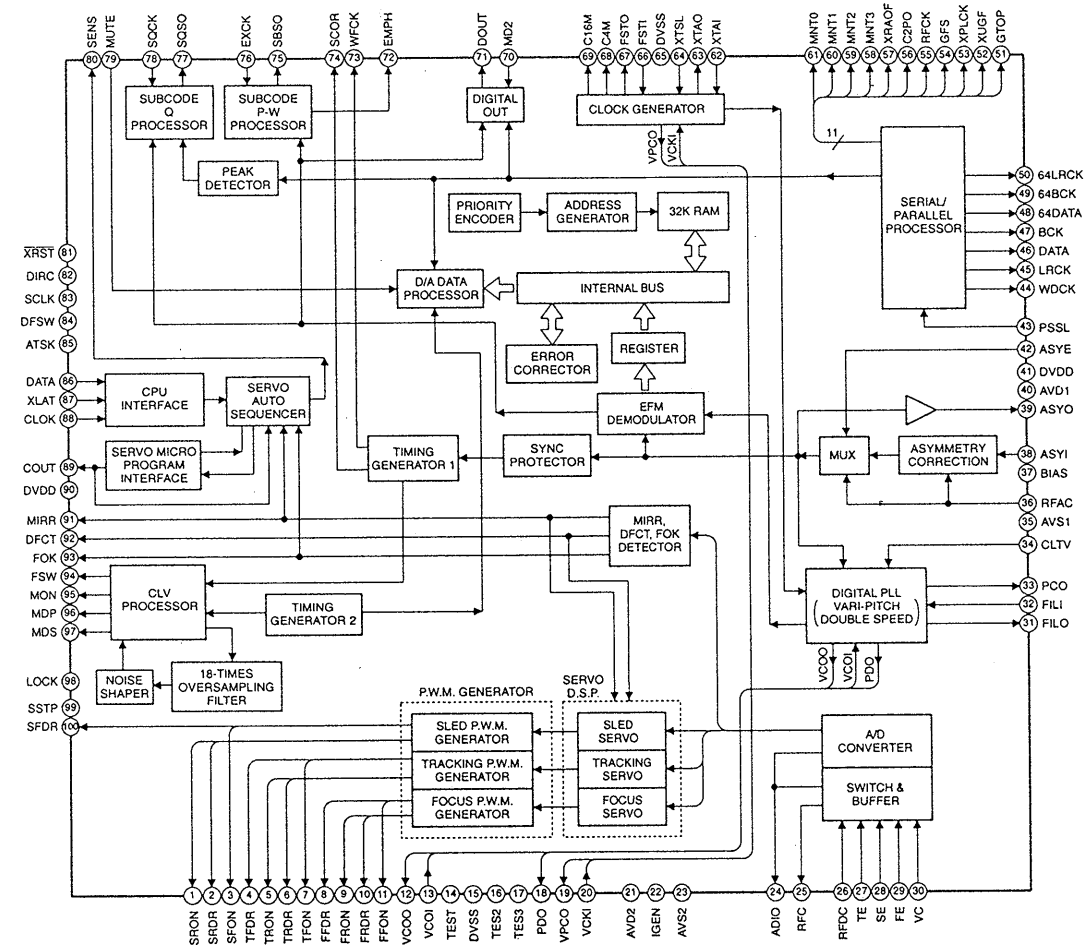 SENS
MUTE
SQCK
SQSO
EXCK
SBSO
SCOR
WFCK
EMPH
DOUT
MD2
C16M
C4M
FSTO
FSTI
DVSS
XTSL
XTAO
XTAI
MNT0
MNT1
MNT2
MNT3
XRAOF
C2PO
RFCK
GFS
XPLCK
XUGF
GTOP
80
79
78
77
76
75
74
73
72
71
70
69
68
67
66
65
64
63
62
61
60
59
58
57
56
55
54
53
52
51
SUBCODE
Q
PROCESSOR
SUBCODE
P-W
PROCESSOR
DIGITAL
OUT
CLOCK GENERATOR
VPCO
VCKI
11
PEAK
DETECTOR
PRIORITY
ENCODER
ADDRESS
GENERATOR
32K RAM
SERIAL/
PARALLEL
PROCESSOR
50 64LRCK
49 64BCK
48 64DATA
47 BCK
46 DATA
45 LRCK
44 WDCK
43 PSSL
42 ASYE
41 DVDD
40 AVD1
39 ASYO
38 ASYI
37 BIAS
36 RFAC
35 AVS1
34 CLTV
33 PCO
32 FILI
31 FILO
XRST 81
DIRC 82
SCLK 83
DFSW 84
ATSK 85
DATA 86
XLAT 87
CLOK 88
COUT 89
DVDD 90
MIRR 91
DFCT 92
FOK 93
FSW 94
MON 95
MDP 96
MDS 97
LOCK 98
SSTP 99
SFDR 100
D/A DATA
PROCESSOR
INTERNAL BUS
ERROR
CORRECTOR
REGISTER
CPU
INTERFACE
SERVO
AUTO
SEQUENCER
EFM
DEMODULATOR
SERVO MICRO
PROGRAM
INTERFACE
TIMING
GENERATOR 1
SYNC
PROTECTOR
MUX
ASYMMETRY
CORRECTION
F
MIRR,
DFCT, FOK
DETECTOR
CLV
PROCESSOR
TIMING
GENERATOR 2
DIGITAL PLL
VARI-PITCH
DOUBLE SPEED
VCOO
VCOI
PDO
NOISE
SHAPER
18-TIMES
OVERSAMPLING
FILTER
P.W.M. GENERATOR
SERVO
D.S.P.
SLED P.W.M.
GENERATOR
SLED
SERVO
TRACKING P.W.M.
GENERATOR
TRACKING
SERVO
FOCUS P.W.M.
GENERATOR
FOCUS
SERVO
A/D
CONVERTER
SWITCH &
BUFFER
1
2
3
4
5
6
7
8
9
10
11
12
13
14
15
16
17
18
19
20
21
22
23
24
25
26
27
28
29
30
SRON
SRDR
SFON
TFDR
TRON
TRDR
TFON
FFDR
FRON
FRDR
FFON
VCOO
VCOI
TEST
DVSS
TES2
TES3
PDO
VPCO
VCKI
AVD2
IGEN
AVS2
ADIO
RFC
RFDC
TE
SE
FE
VC